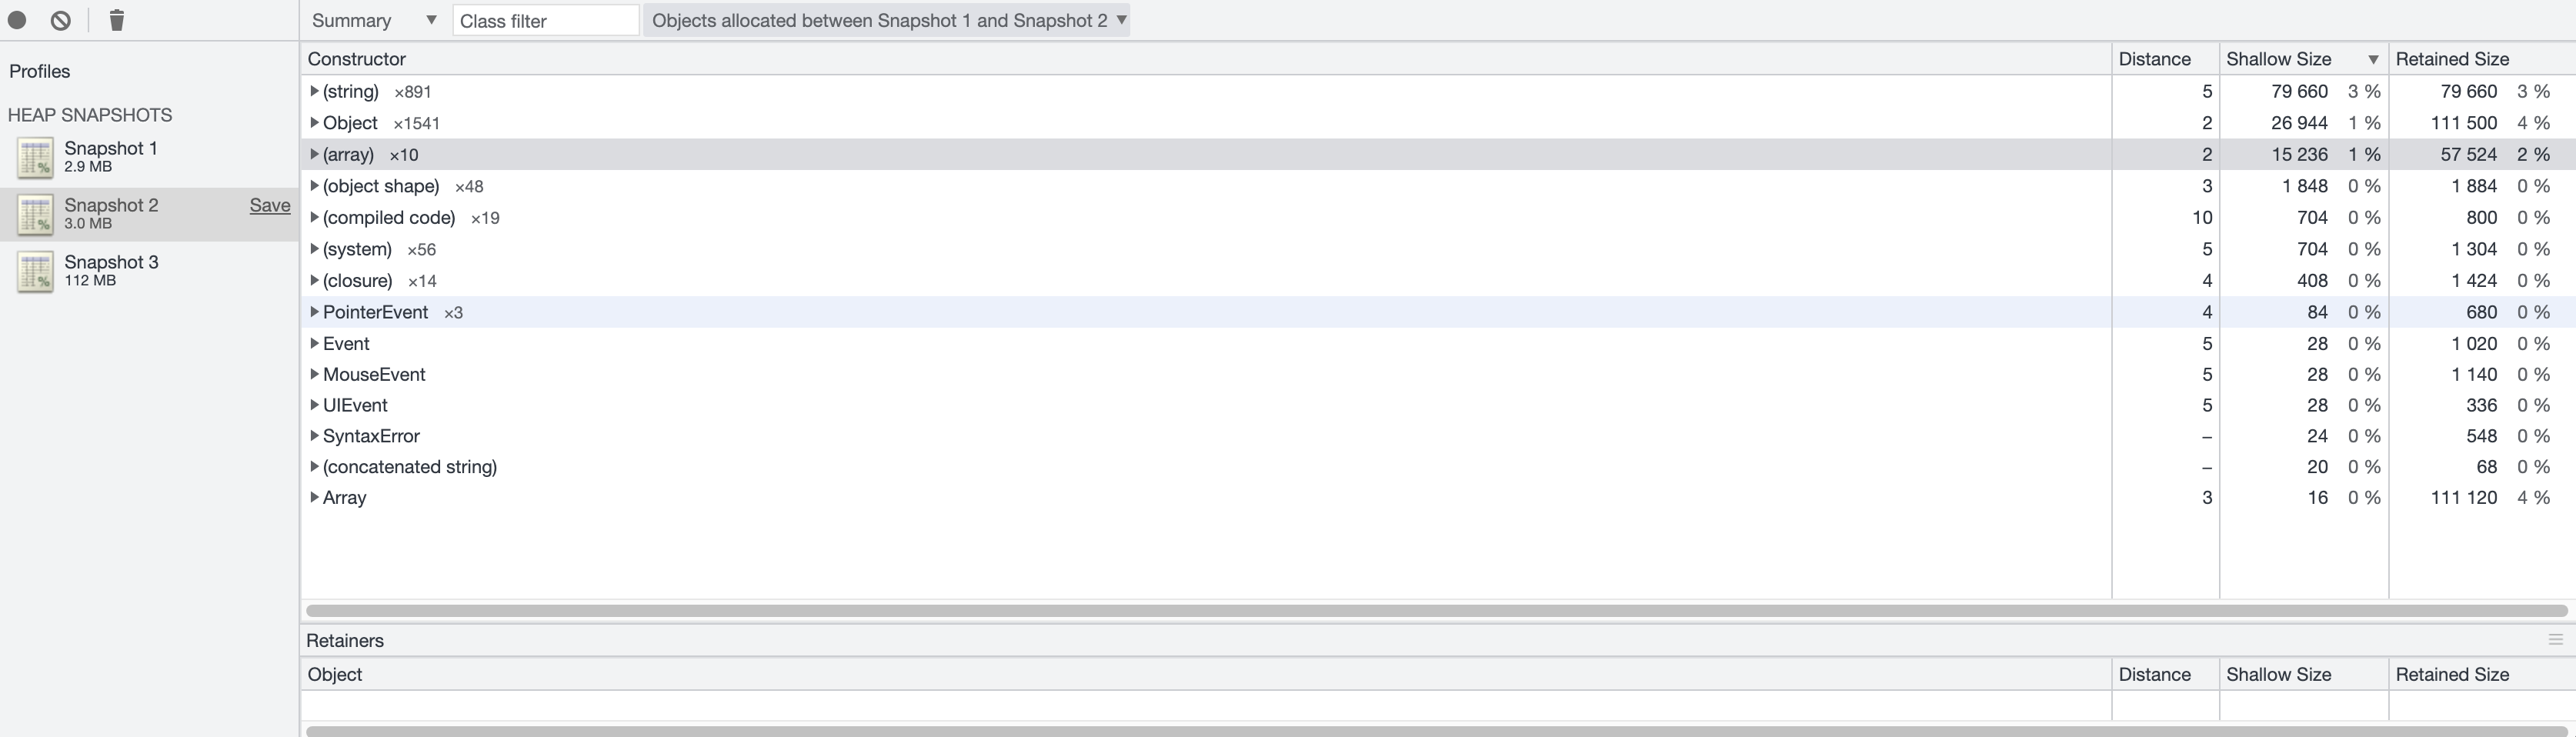 Summary ▼ Class filter Objects allocated between Snapshot 1 and Snapshot 2 ▼
Profiles
HEAP SNAPSHOTS
Snapshot 1
2.9 MB
Snapshot 2 Save
3.0 MB
Snapshot 3
112 MB
Constructor Distance Shallow Size ▼ Retained Size
(string) ×891 5 79 660 3 % 79 660 3 %
Object ×1541 2 26 944 1 % 111 500 4 %
(array) ×10 2 15 236 1 % 57 524 2 %
(object shape) ×48 3 1 848 0 % 1 884 0 %
(compiled code) ×19 10 704 0 % 800 0 %
(system) ×56 5 704 0 % 1 304 0 %
(closure) ×14 4 408 0 % 1 424 0 %
PointerEvent ×3 4 84 0 % 680 0 %
Event 5 28 0 % 1 020 0 %
MouseEvent 5 28 0 % 1 140 0 %
UIEvent 5 28 0 % 336 0 %
SyntaxError – 24 0 % 548 0 %
(concatenated string) – 20 0 % 68 0 %
Array 3 16 0 % 111 120 4 %
Retainers
Object Distance Shallow Size Retained Size